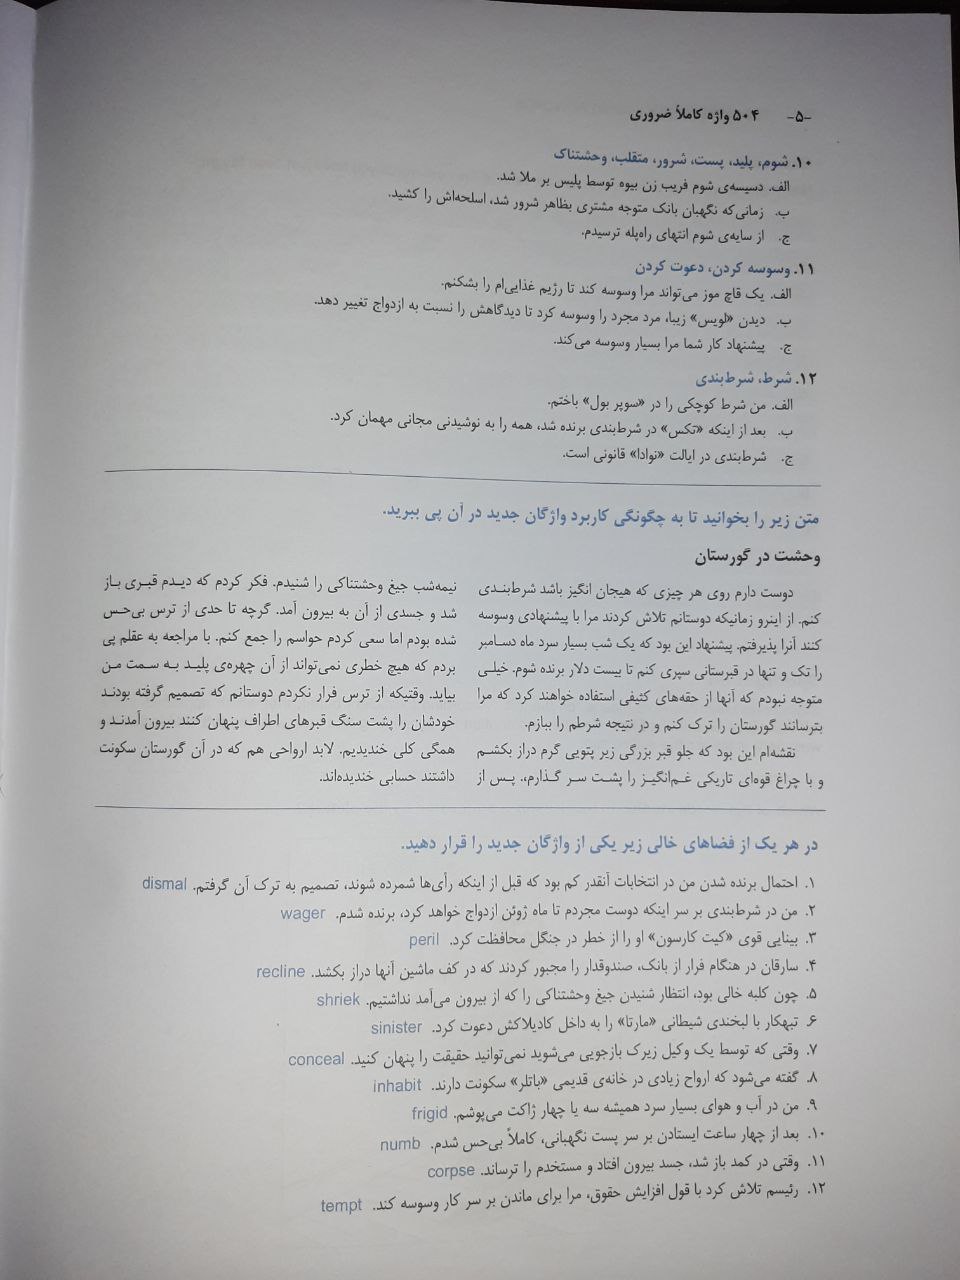 -۵- ۵۰۴ واژه کاملاً ضروری
۱۰. شوم، پلید، پست، شرور، متقلب، وحشتناک
الف. دسیسه‌ی شوم فریب زن بیوه توسط پلیس بر ملا شد.
ب. زمانی‌که نگهبان بانک متوجه مشتری بظاهر شرور شد، اسلحه‌اش را کشید.
ج. از سایه‌ی شوم انتهای راه‌پله ترسیدم.
۱۱. وسوسه کردن، دعوت کردن
الف. یک قاچ موز می‌تواند مرا وسوسه کند تا رژیم غذایی‌ام را بشکنم.
ب. دیدن «لویس» زیبا، مرد مجرد را وسوسه کرد تا دیدگاهش را نسبت به ازدواج تغییر دهد.
ج. پیشنهاد کار شما مرا بسیار وسوسه می‌کند.
۱۲. شرط، شرط‌بندی
الف. من شرط کوچکی را در «سوپر بول» باختم.
ب. بعد از اینکه «تکس» در شرط‌بندی برنده شد، همه را به نوشیدنی مجانی مهمان کرد.
ج. شرط‌بندی در ایالت «نوادا» قانونی است.
متن زیر را بخوانید تا به چگونگی کاربرد واژگان جدید در آن پی ببرید.
وحشت در گورستان
دوست دارم روی هر چیزی که هیجان انگیز باشد شرط‌بندی
کنم. از اینرو زمانیکه دوستانم تلاش کردند مرا با پیشنهادی وسوسه
کنند آنرا پذیرفتم. پیشنهاد این بود که یک شب بسیار سرد ماه دسامبر
را تک و تنها در قبرستانی سپری کنم تا بیست دلار برنده شوم. خیلی
متوجه نبودم که آنها از حقه‌های کثیفی استفاده خواهند کرد که مرا
بترسانند گورستان را ترک کنم و در نتیجه شرطم را ببازم.
نقشه‌ام این بود که جلو قبر بزرگی زیر پتویی گرم دراز بکشم
و با چراغ قوه‌ای تاریکی غم‌انگیز را پشت سر گذارم،. پس از
نیمه‌شب جیغ وحشتناکی را شنیدم. فکر کردم که دیدم قبری باز
شد و جسدی از آن به بیرون آمد. گرچه تا حدی از ترس بی‌حس
شده بودم اما سعی کردم حواسم را جمع کنم. با مراجعه به عقلم پی
بردم که هیچ خطری نمی‌تواند از آن چهره‌ی پلید به سمت من
بیاید. وقتیکه از ترس فرار نکردم دوستانم که تصمیم گرفته بودند
خودشان را پشت سنگ قبرهای اطراف پنهان کنند بیرون آمدند و
همگی کلی خندیدیم. لابد ارواحی هم که در آن گورستان سکونت
داشتند حسابی خندیده‌اند.
در هر یک از فضاهای خالی زیر یکی از واژگان جدید را قرار دهید.
۱. احتمال برنده شدن من در انتخابات آنقدر کم بود که قبل از اینکه رأی‌ها شمرده شوند، تصمیم به ترک آن گرفتم. dismal
۲. من در شرط‌بندی بر سر اینکه دوست مجردم تا ماه ژوئن ازدواج خواهد کرد، برنده شدم. wager
۳. بینایی قوی «کیت کارسون» او را از خطر در جنگل محافظت کرد. peril
۴. سارقان در هنگام فرار از بانک، صندوقدار را مجبور کردند که در کف ماشین آنها دراز بکشد. recline
۵. چون کلبه خالی بود، انتظار شنیدن جیغ وحشتناکی را که از بیرون می‌آمد نداشتیم. shriek
۶. تبهکار با لبخندی شیطانی «مارتا» را به داخل کادیلاکش دعوت کرد. sinister
۷. وقتی که توسط یک وکیل زیرک بازجویی می‌شوید نمی‌توانید حقیقت را پنهان کنید. conceal
۸. گفته می‌شود که ارواح زیادی در خانه‌ی قدیمی «باتلر» سکونت دارند. inhabit
۹. من در آب و هوای بسیار سرد همیشه سه یا چهار ژاکت می‌پوشم. frigid
۱۰. بعد از چهار ساعت ایستادن بر سر پست نگهبانی، کاملاً بی‌حس شدم. numb
۱۱. وقتی در کمد باز شد، جسد بیرون افتاد و مستخدم را ترساند. corpse
۱۲. رئیسم تلاش کرد با قول افزایش حقوق، مرا برای ماندن بر سر کار وسوسه کند. tempt